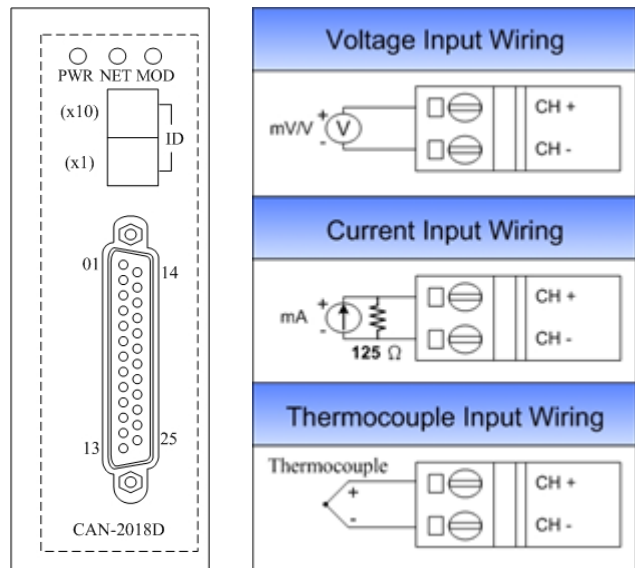 PWR NET MOD
(x10)
ID
(x1)
01
14
13
25
CAN-2018D
Voltage Input Wiring
mV/V
+
V
-
CH +
CH -
Current Input Wiring
mA
+
-
125 Ω
CH +
CH -
Thermocouple Input Wiring
Thermocouple
+
-
CH +
CH -